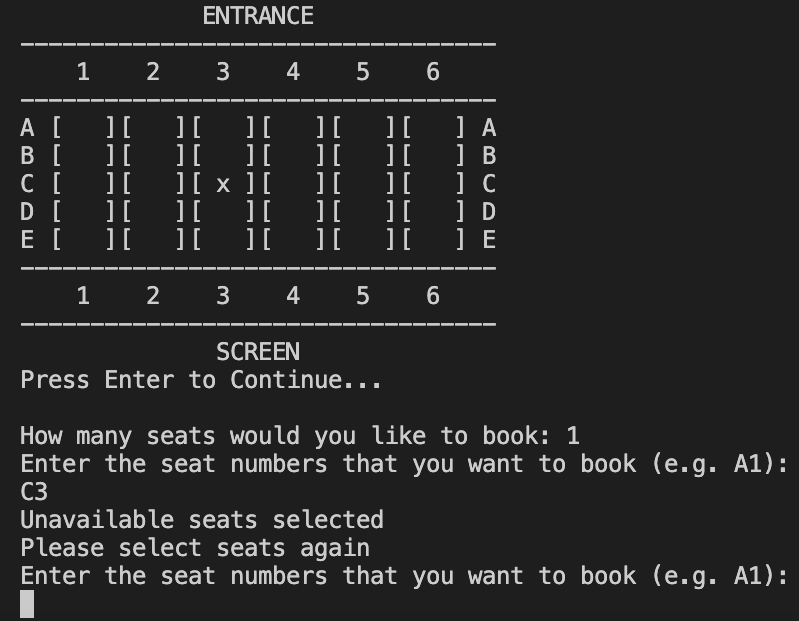 ENTRANCE
----------------------------------
1 2 3 4 5 6
----------------------------------
A [   ][   ][   ][   ][   ][   ] A
B [   ][   ][   ][   ][   ][   ] B
C [   ][   ][ x ][   ][   ][   ] C
D [   ][   ][   ][   ][   ][   ] D
E [   ][   ][   ][   ][   ][   ] E
----------------------------------
1 2 3 4 5 6
----------------------------------
SCREEN
Press Enter to Continue...
How many seats would you like to book: 1
Enter the seat numbers that you want to book (e.g. A1):
C3
Unavailable seats selected
Please select seats again
Enter the seat numbers that you want to book (e.g. A1):